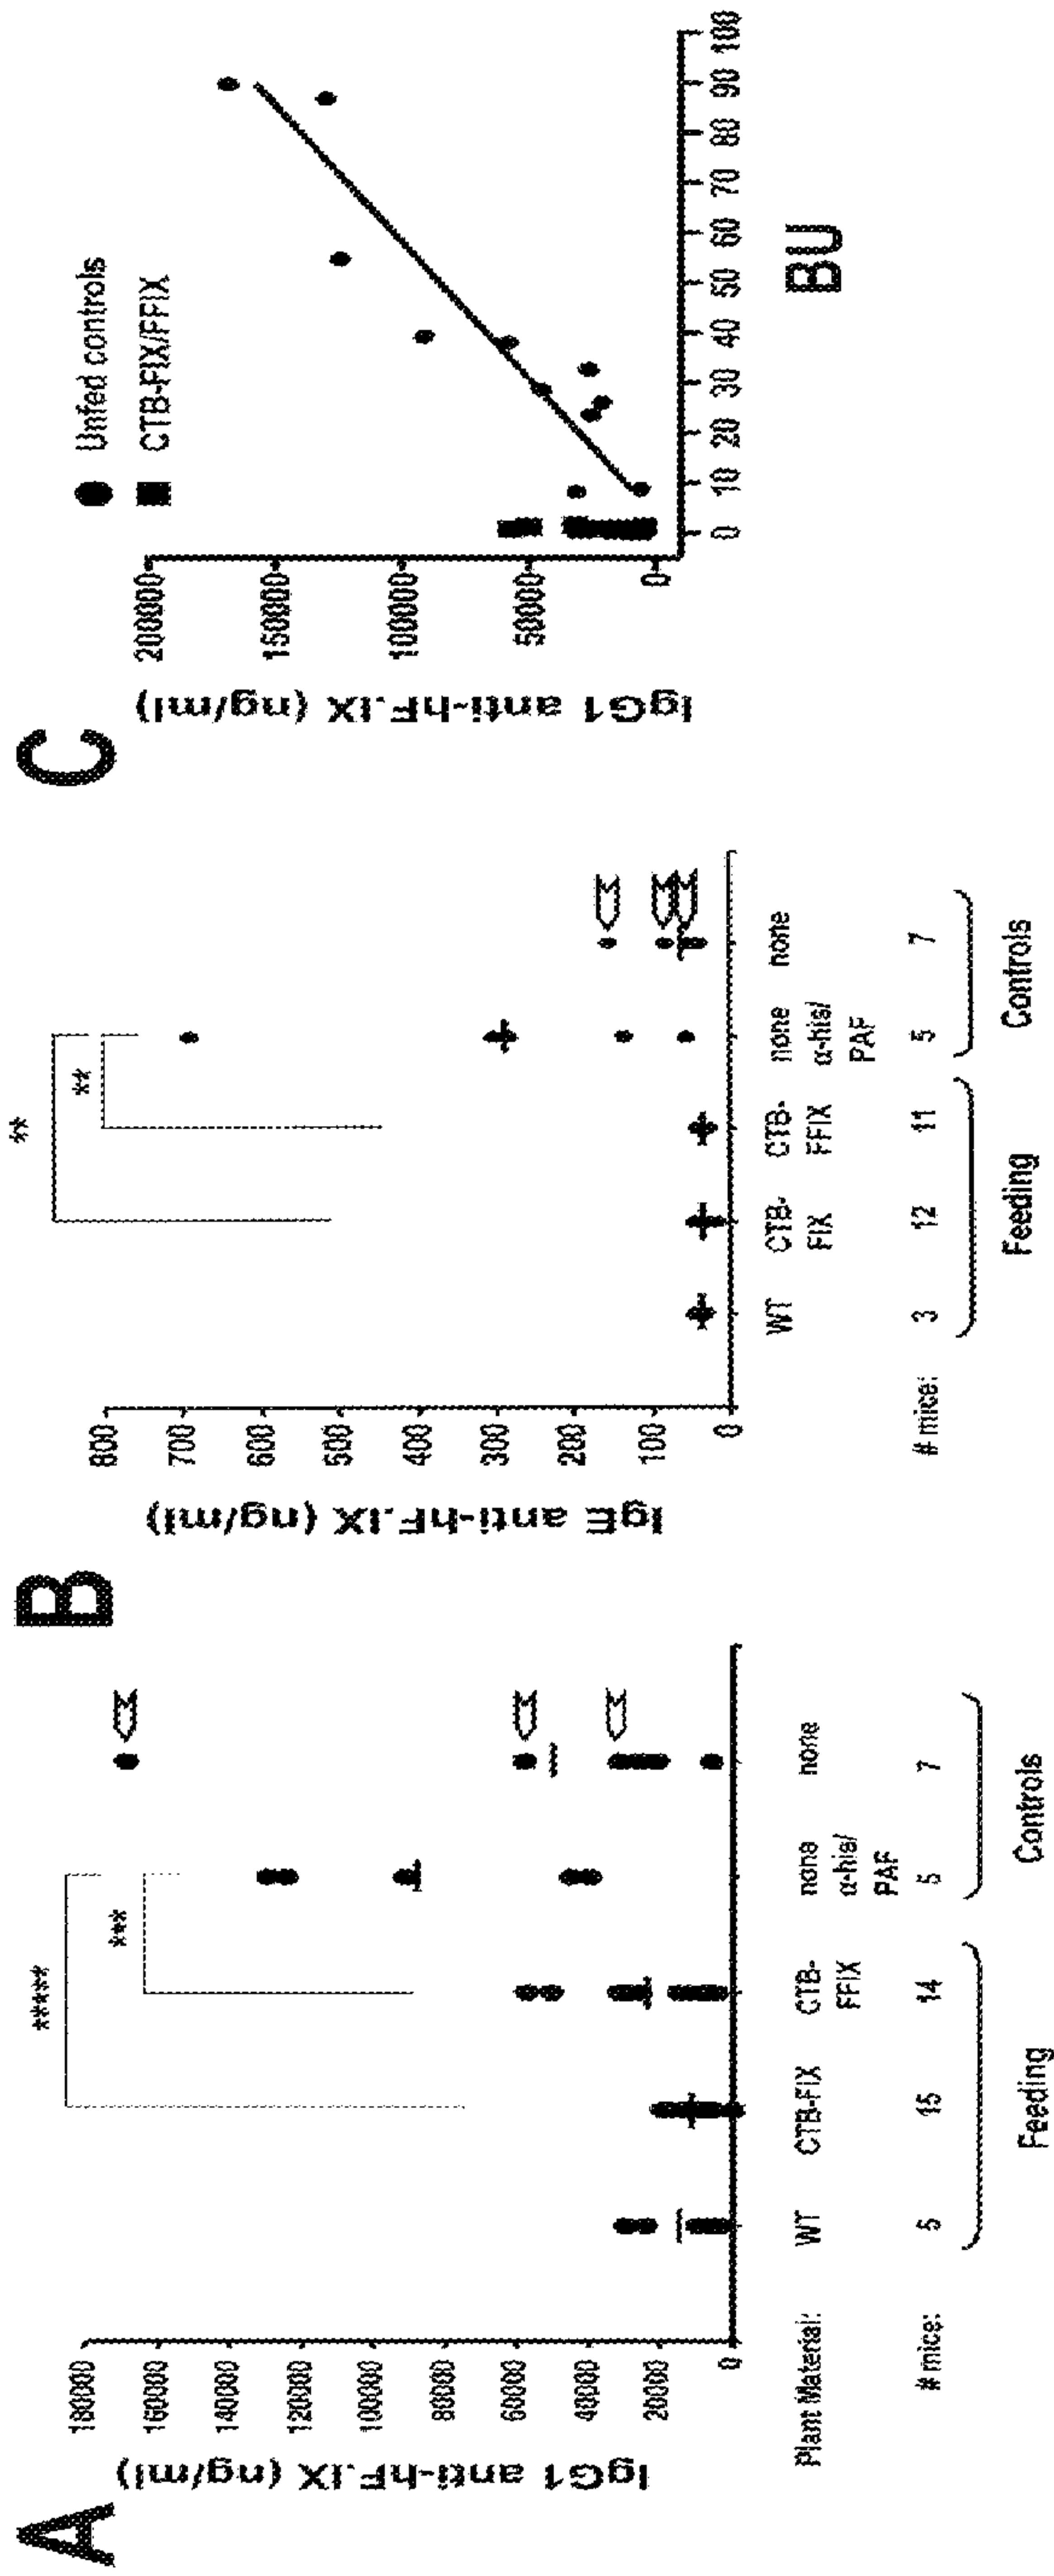 A
IgG1 anti-hF.IX (ng/ml)
180000
160000
140000
120000
100000
80000
60000
40000
20000
0
*****
***
Plant Material:
WT
CTB-FIX
CTB-
FFIX
none
α-his/
PAF
none
# mice:
5
15
14
5
7
Feeding
Controls
B
IgE anti-hF.IX (ng/ml)
800
700
600
500
400
300
200
100
0
**
**
WT
CTB-
FIX
CTB-
FFIX
none
α-his/
PAF
none
# mice:
3
12
11
5
7
Feeding
Controls
C
IgG1 anti-hF.IX (ng/ml)
200000
150000
100000
50000
0
Unfed controls
CTB-FIX/FFIX
0 10 20 30 40 50 60 70 80 90 100
BU